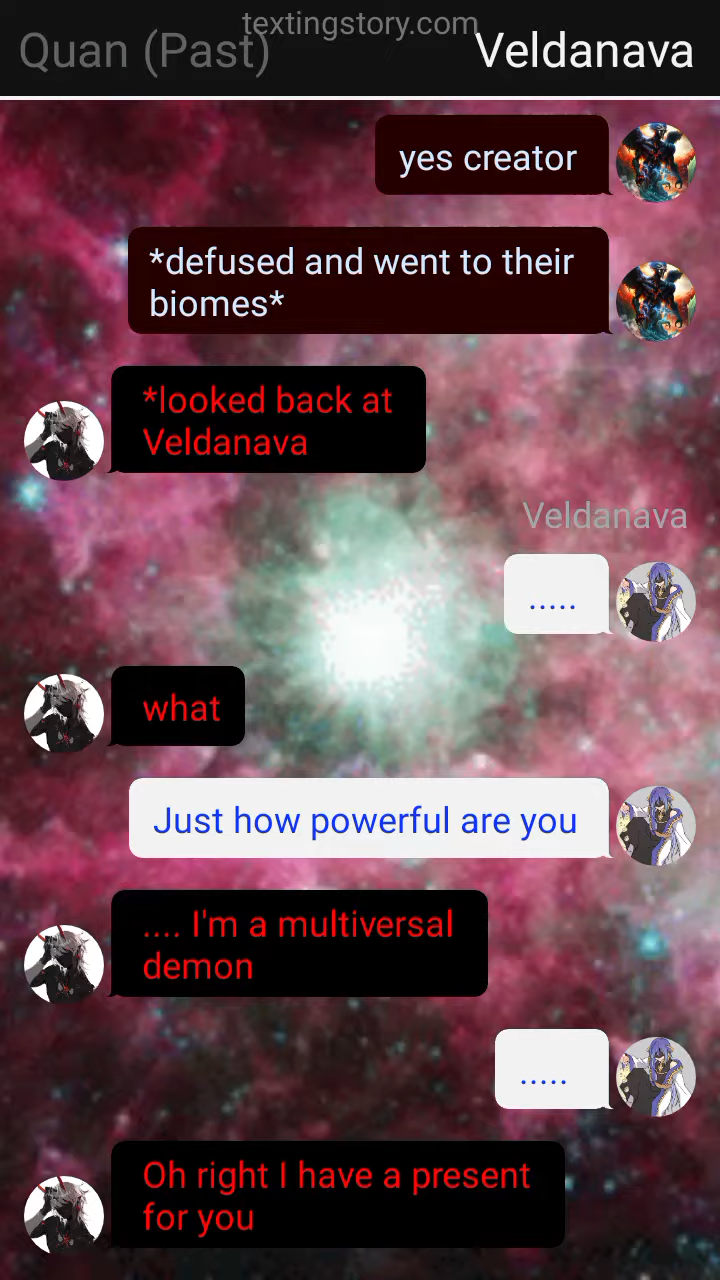 textingstory.com
Quan (Past)
Veldanava
yes creator
*defused and went to their
biomes*
*looked back at
Veldanava
Veldanava
.....
what
Just how powerful are you
.... I'm a multiversal
demon
.....
Oh right I have a present
for you